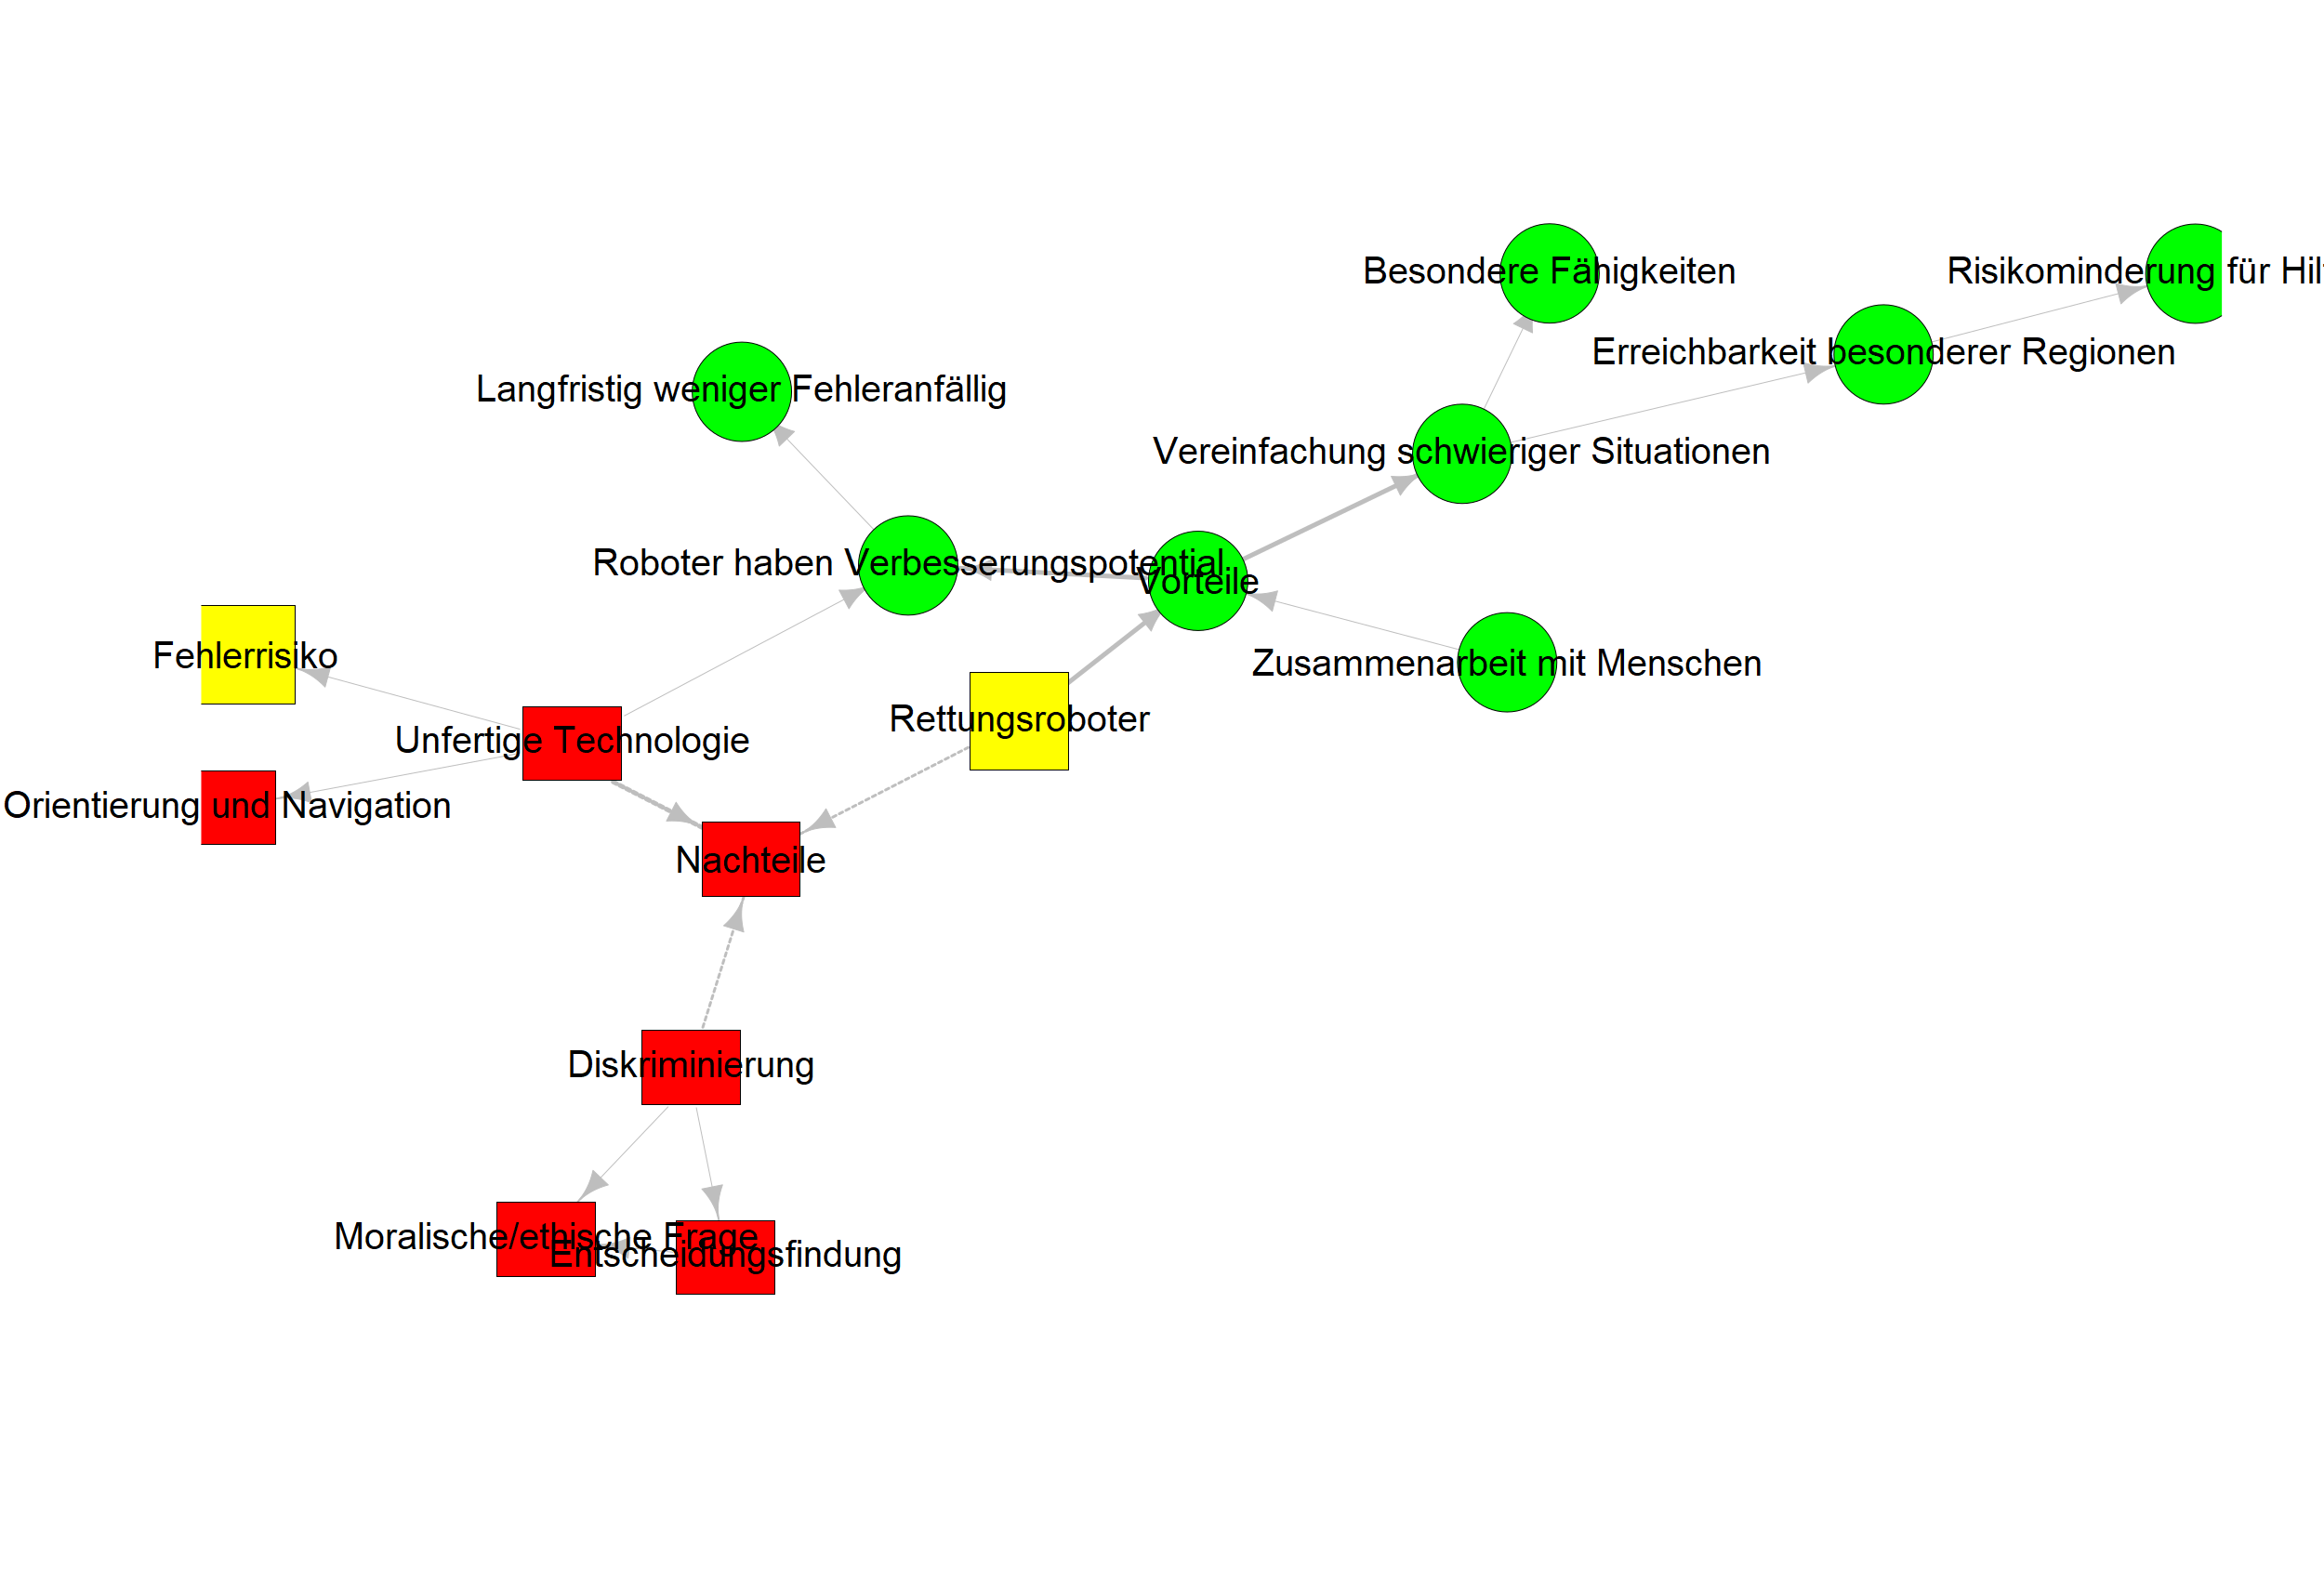 Besondere Fähigkeiten
Risikominderung für
Erreichbarkeit besonderer Regionen
Langfristig weniger Fehleranfällig
Vereinfachung schwieriger Situationen
Roboter haben Verbesserungspotential
Vorteile
Fehlerrisiko
Zusammenarbeit mit Menschen
Rettungsroboter
Unfertige Technologie
Orientierung und Navigation
Nachteile
Diskriminierung
Moralische/ethische Frage
Entscheidungsfindung